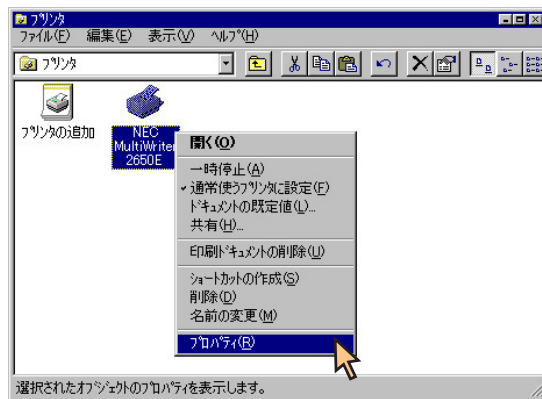 プリンタ
ファイル(F) 編集(E) 表示(V) ヘルプ(H)
プリンタ
プリンタの追加
NEC
MultiWriter
2650E
開く(O)
一時停止(A)
通常使うプリンタに設定(F)
ドキュメントの既定値(L)...
共有(H)...
印刷ドキュメントの削除(U)
ショートカットの作成(S)
削除(D)
名前の変更(M)
プロパティ(R)
選択されたオブジェクトのプロパティを表示します。